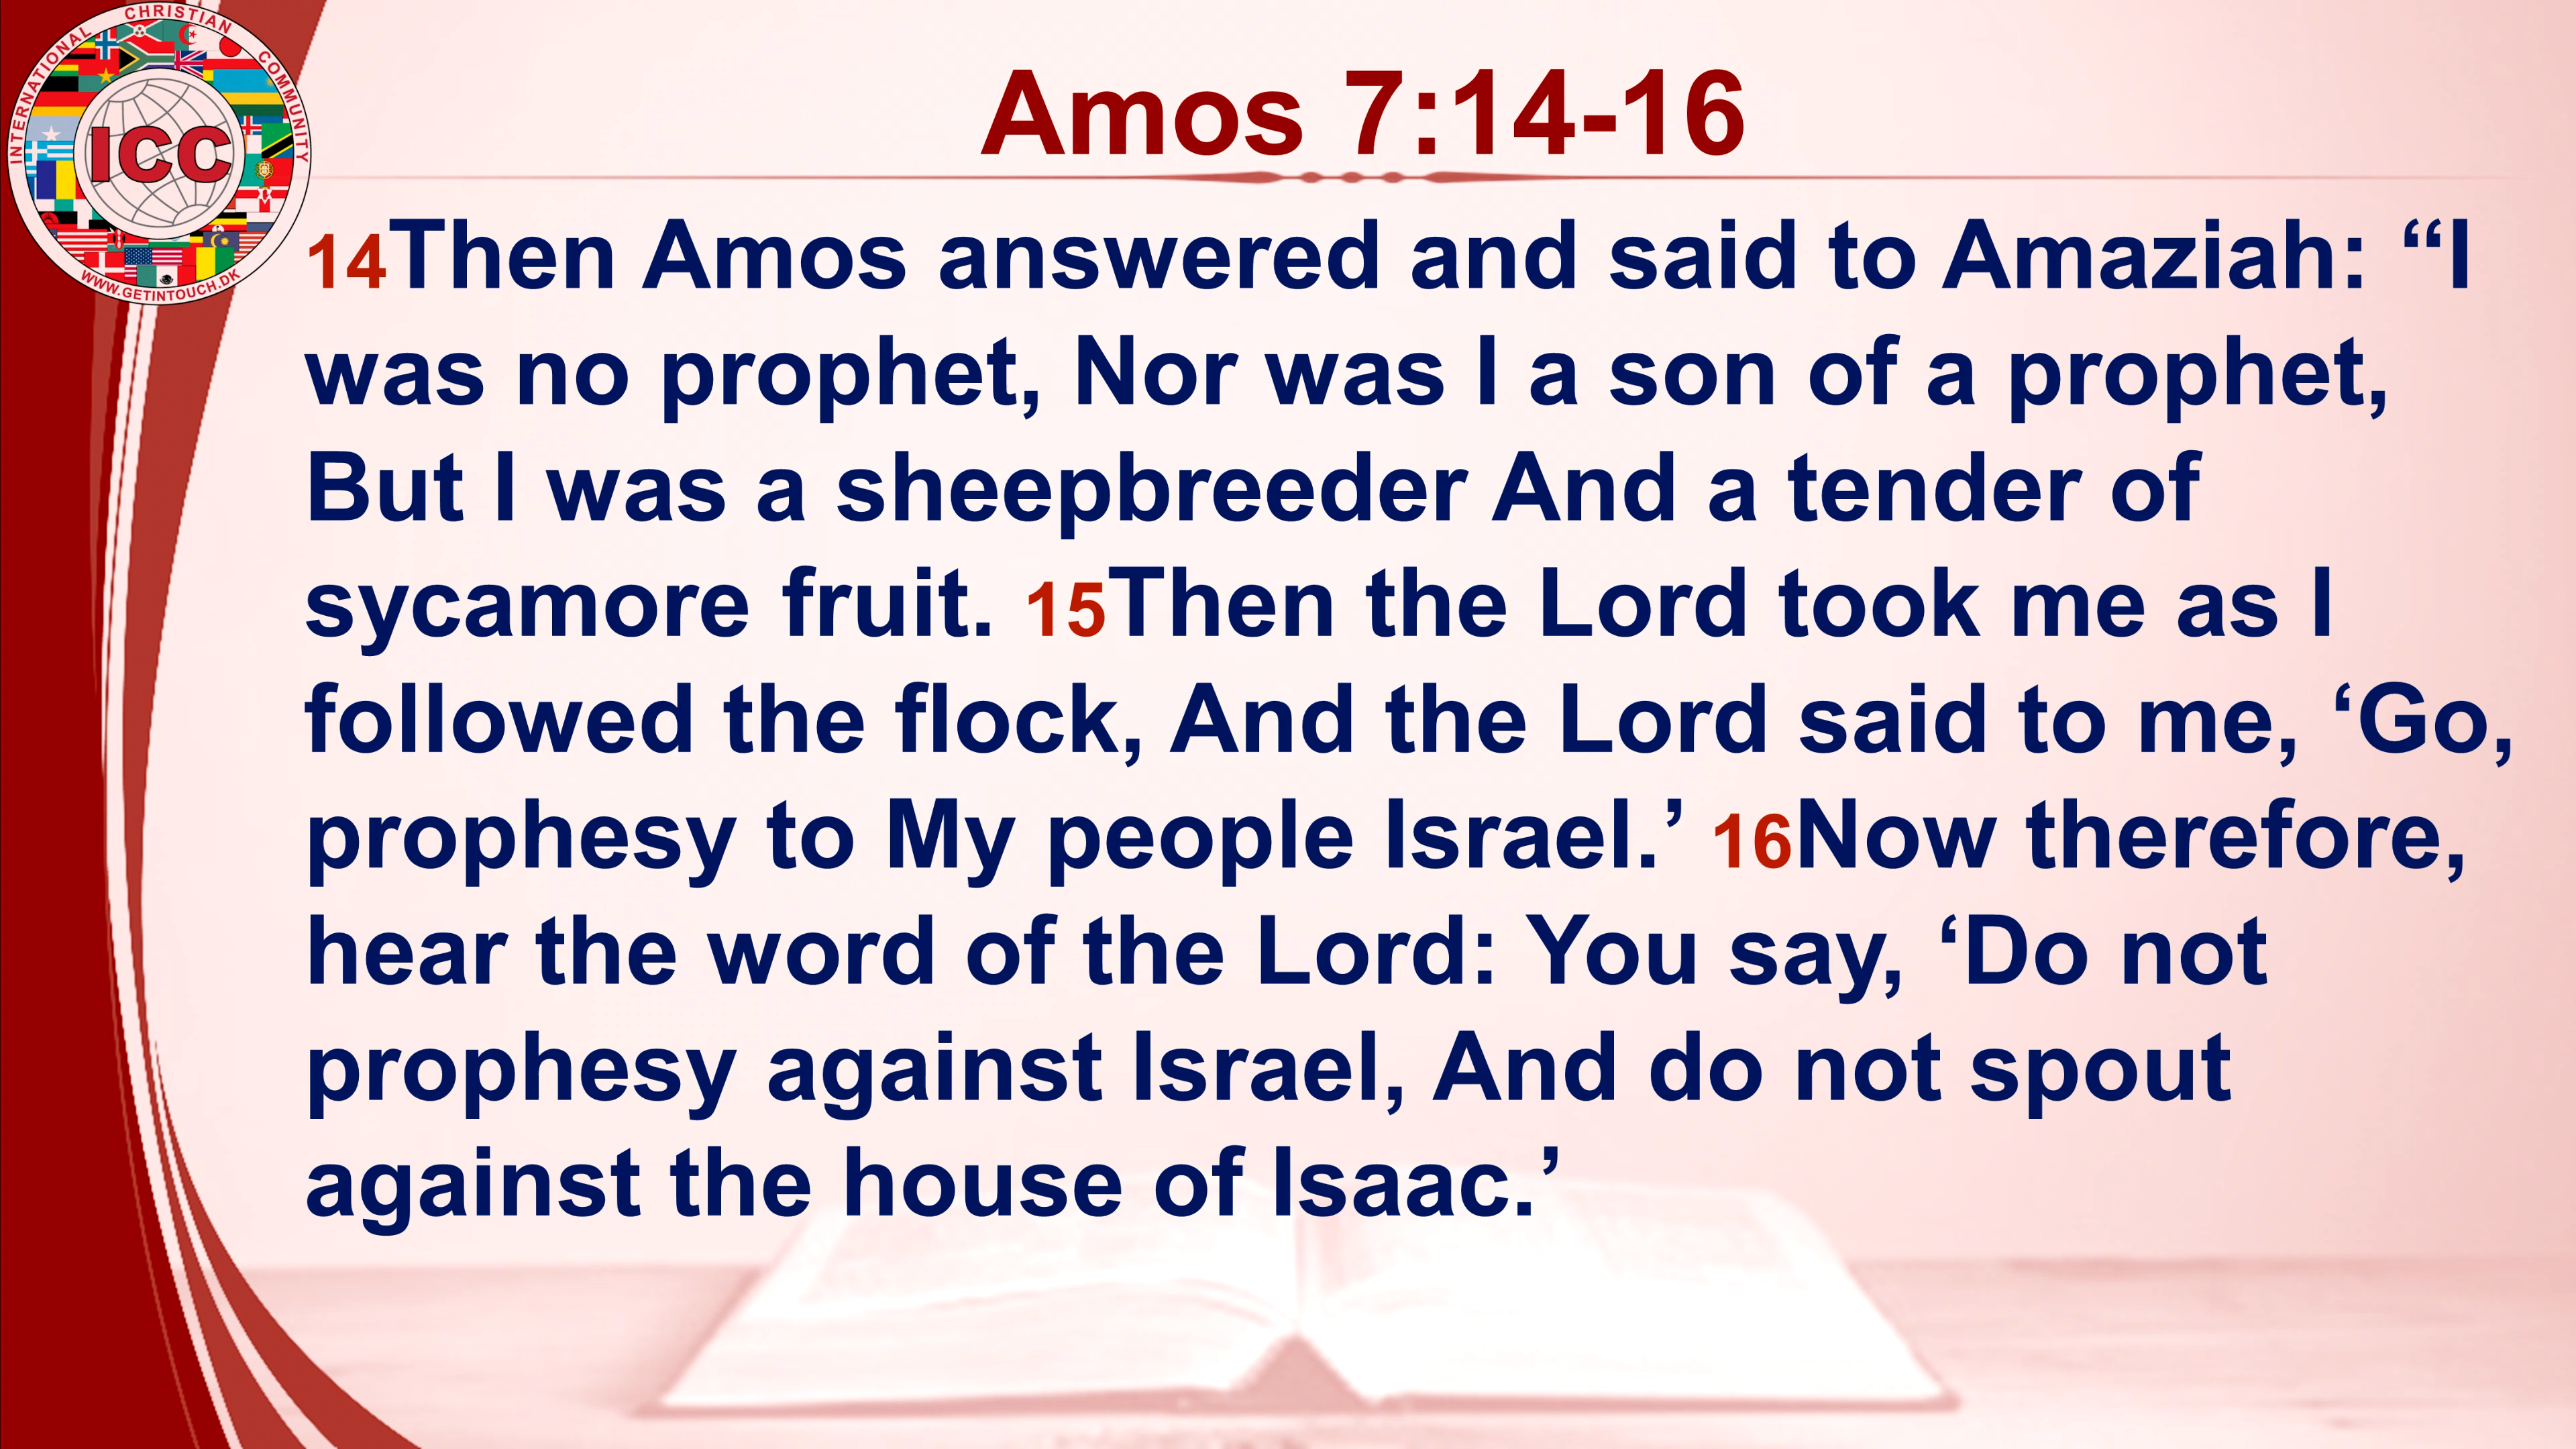 INTERNATIONAL CHRISTIAN COMMUNITY
ICC
WWW.GETINTOUCH.DK
Amos 7:14-16
14Then Amos answered and said to Amaziah: “I
was no prophet, Nor was I a son of a prophet,
But I was a sheepbreeder And a tender of
sycamore fruit. 15Then the Lord took me as I
followed the flock, And the Lord said to me, ‘Go,
prophesy to My people Israel.’ 16Now therefore,
hear the word of the Lord: You say, ‘Do not
prophesy against Israel, And do not spout
against the house of Isaac.’